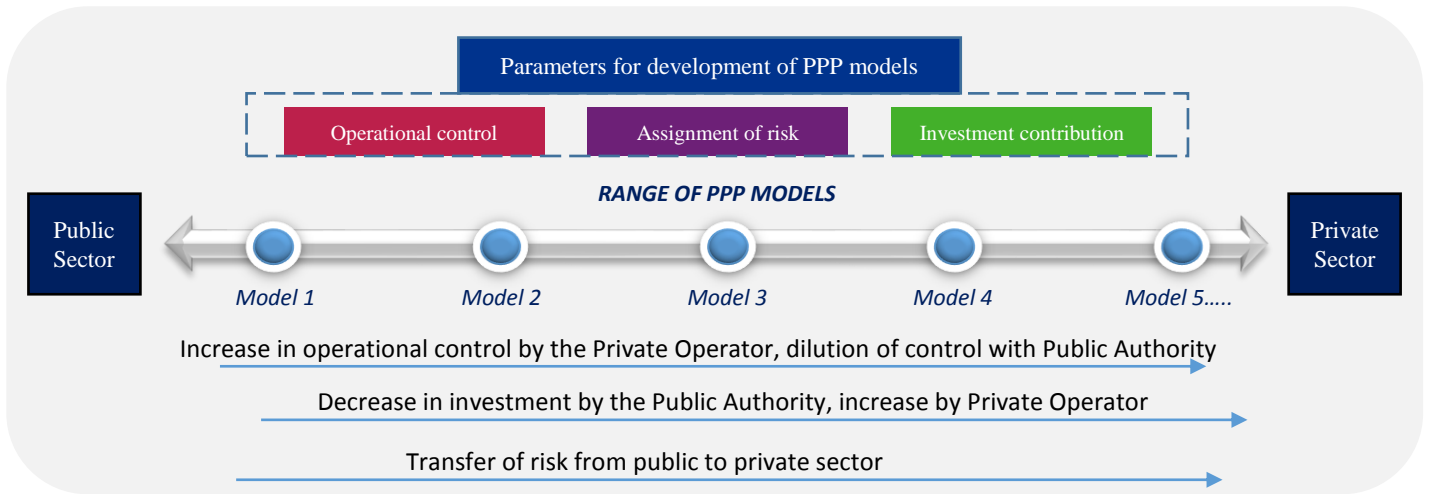 Parameters for development of PPP models
Operational control
Assignment of risk
Investment contribution
RANGE OF PPP MODELS
Public
Sector
Private
Sector
Model 1
Model 2
Model 3
Model 4
Model 5.....
Increase in operational control by the Private Operator, dilution of control with Public Authority
Decrease in investment by the Public Authority, increase by Private Operator
Transfer of risk from public to private sector